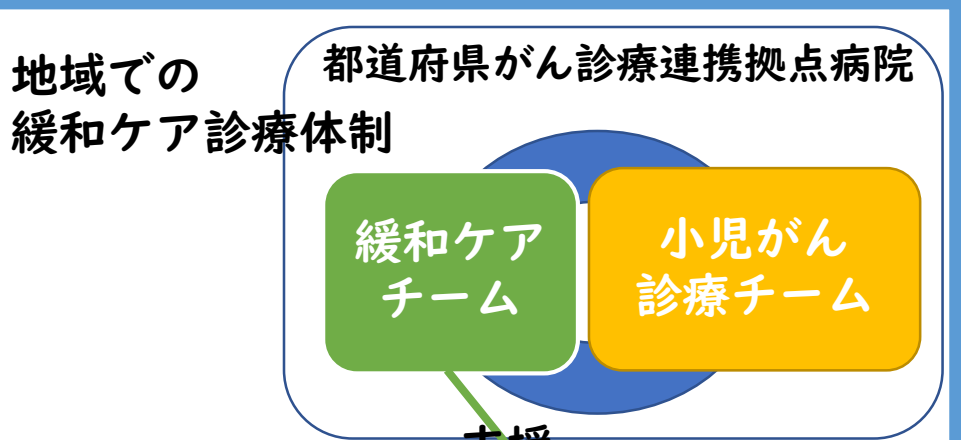 地域での
緩和ケア診療体制
都道府県がん診療連携拠点病院
緩和ケア
チーム
小児がん
診療チーム
支援